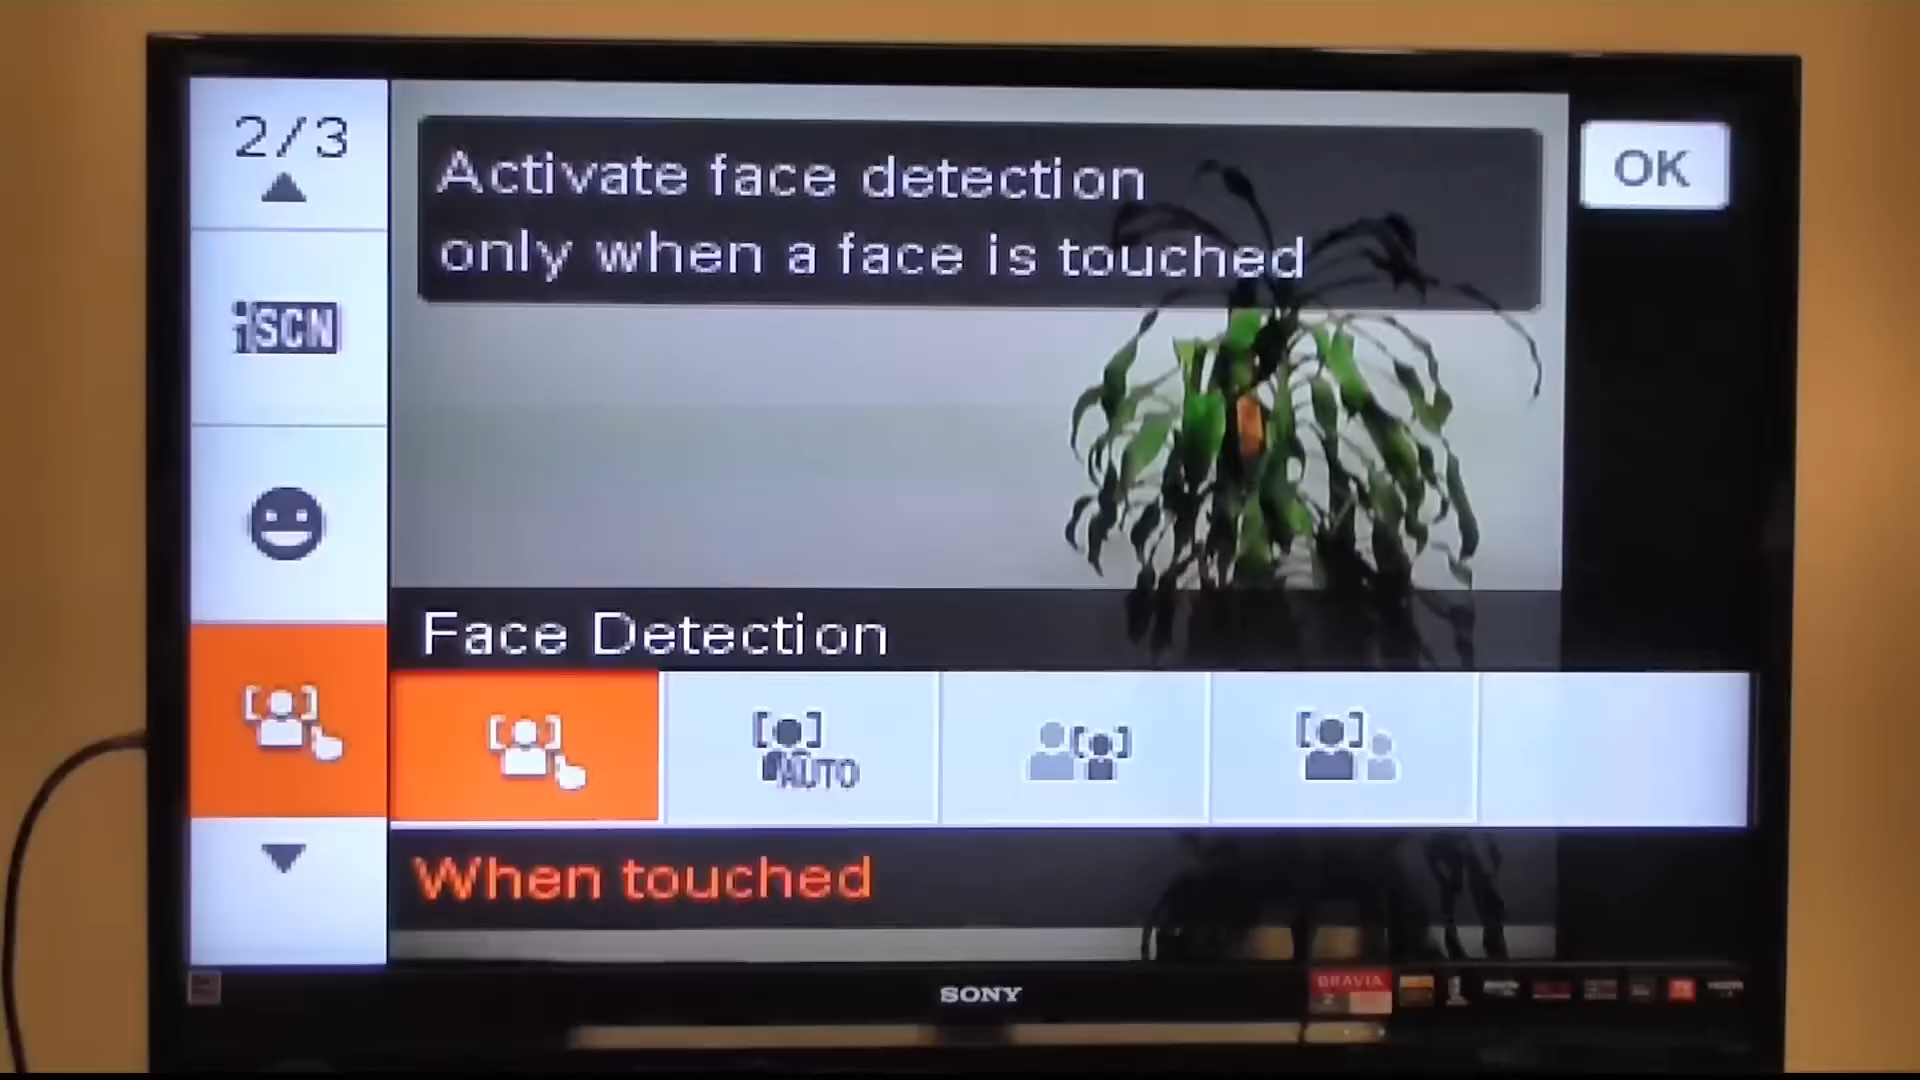 2/3
Activate face detection
only when a face is touched
OK
iSCN
Face Detection
AUTO
When touched
SONY
BRAVIA